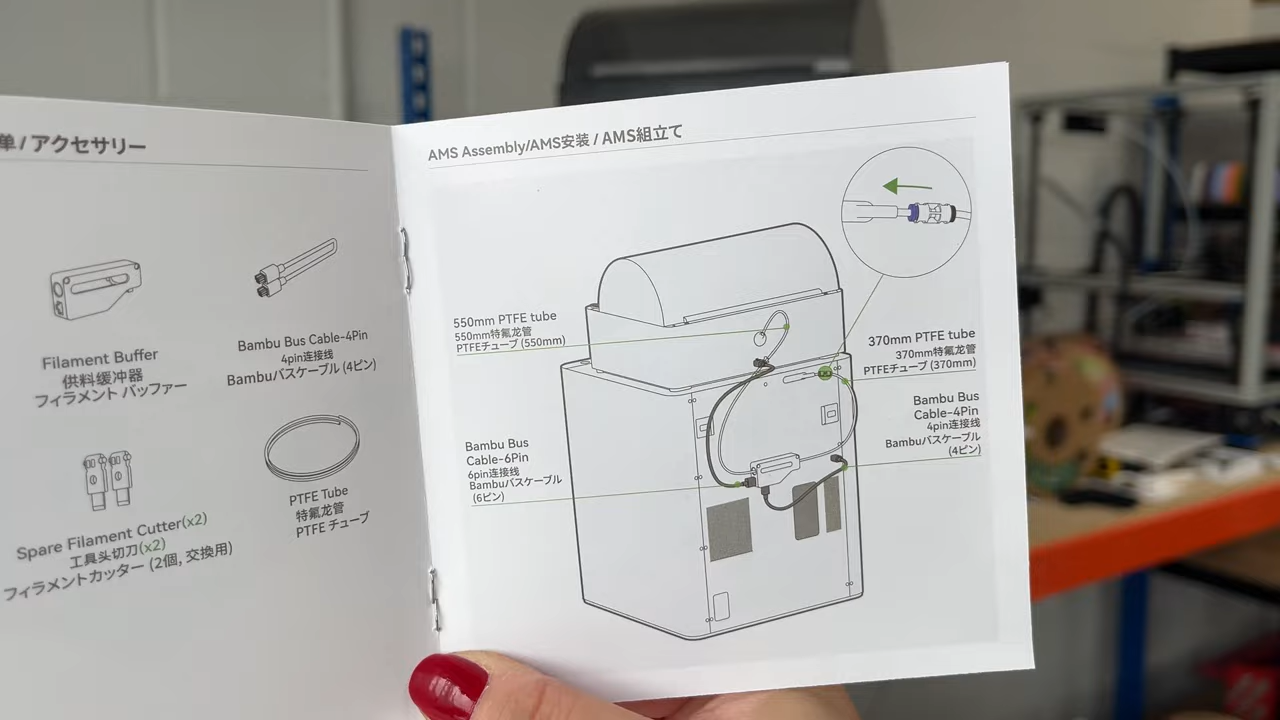 单 / アクセサリー
Filament Buffer
供料缓冲器
フィラメント バッファー
Bambu Bus Cable-4Pin
4pin连接线
Bambuバスケーブル (4ピン)
Spare Filament Cutter(x2)
工具头切刀(x2)
フィラメントカッター (2個, 交換用)
PTFE Tube
特氟龙管
PTFE チューブ
AMS Assembly/AMS安装 / AMS組立て
550mm PTFE tube
550mm特氟龙管
PTFEチューブ (550mm)
370mm PTFE tube
370mm特氟龙管
PTFEチューブ (370mm)
Bambu Bus
Cable-6Pin
6pin连接线
Bambuバスケーブル
(6ピン)
Bambu Bus
Cable-4Pin
4pin连接线
Bambuバスケーブル
(4ピン)